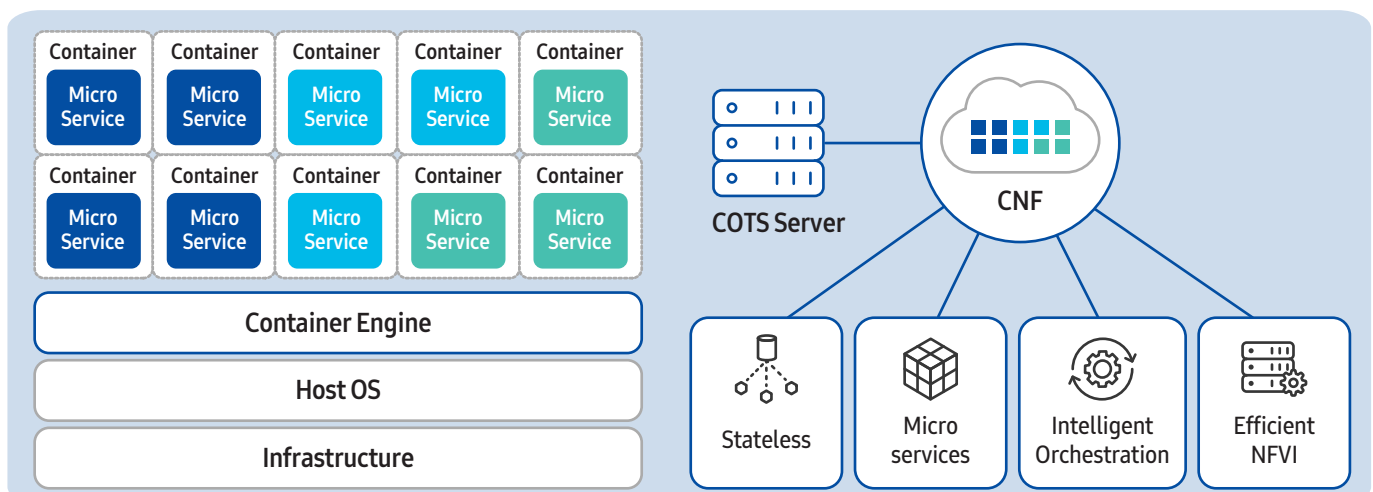 Container Container Container Container Container
Micro Micro Micro Micro Micro
Service Service Service Service Service
Container Container Container Container Container
Micro Micro Micro Micro Micro
Service Service Service Service Service
Container Engine
Host OS
Infrastructure
COTS Server
CNF
Stateless
Micro
services
Intelligent
Orchestration
Efficient
NFVI